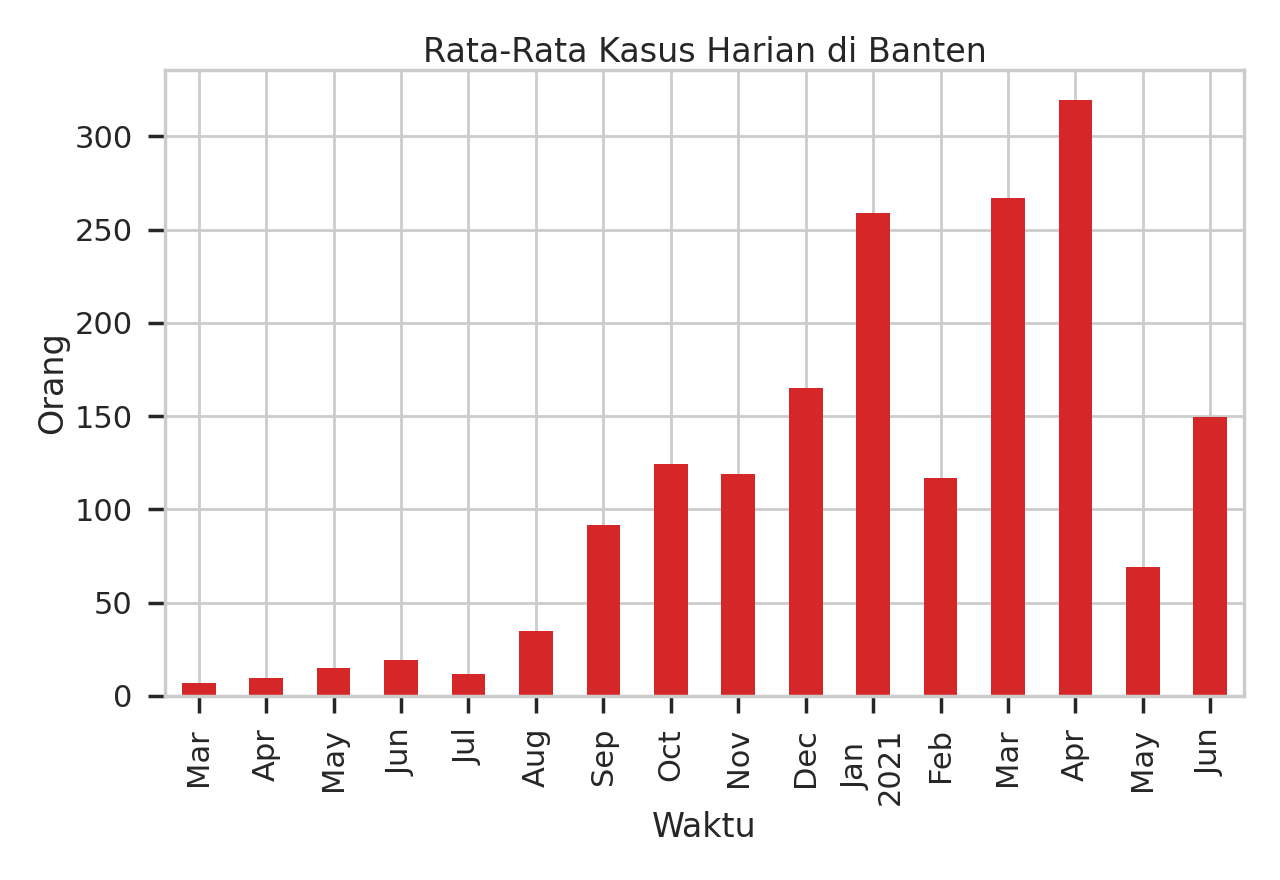 Rata-Rata Kasus Harian di Banten
300
250
200
150
100
50
0
Orang
Mar
Apr
May
Jun
Jul
Aug
Sep
Oct
Nov
Dec
Jan
2021
Feb
Mar
Apr
May
Jun
Waktu